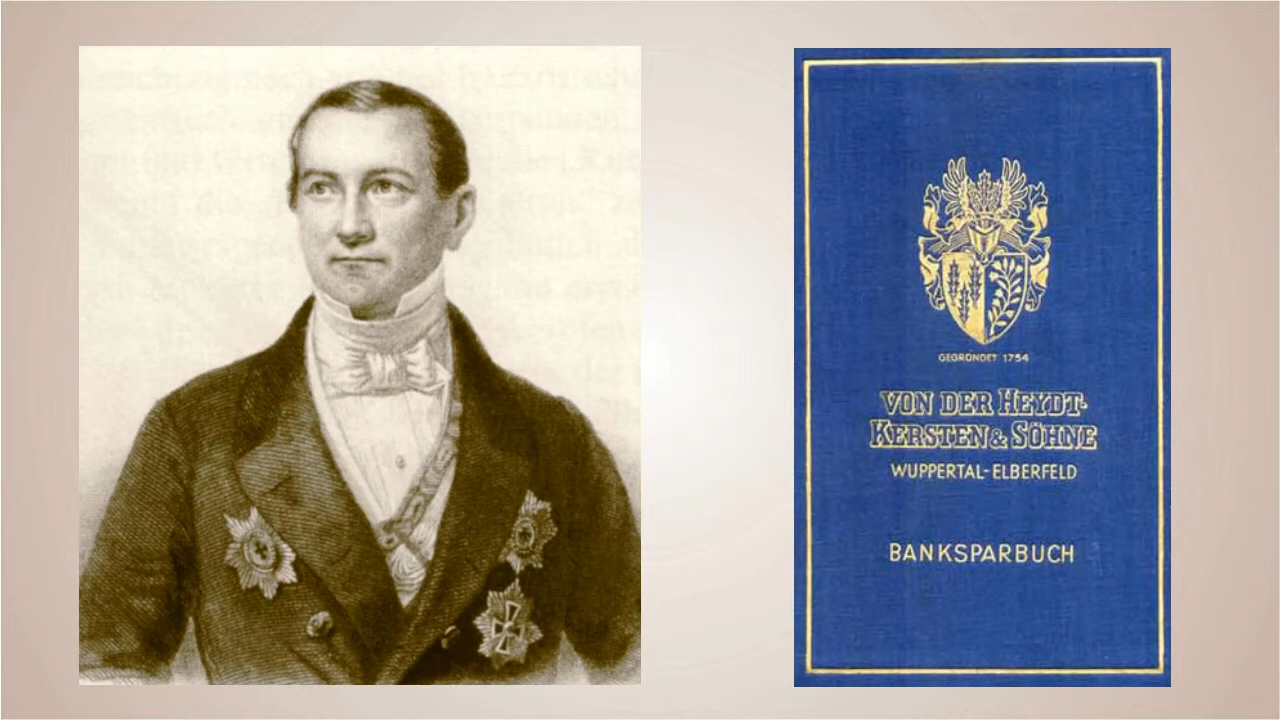 GEGRÜNDET 1754
VON DER HEYDT-
KERSTEN & SÖHNE
WUPPERTAL-ELBERFELD
BANKSPARBUCH